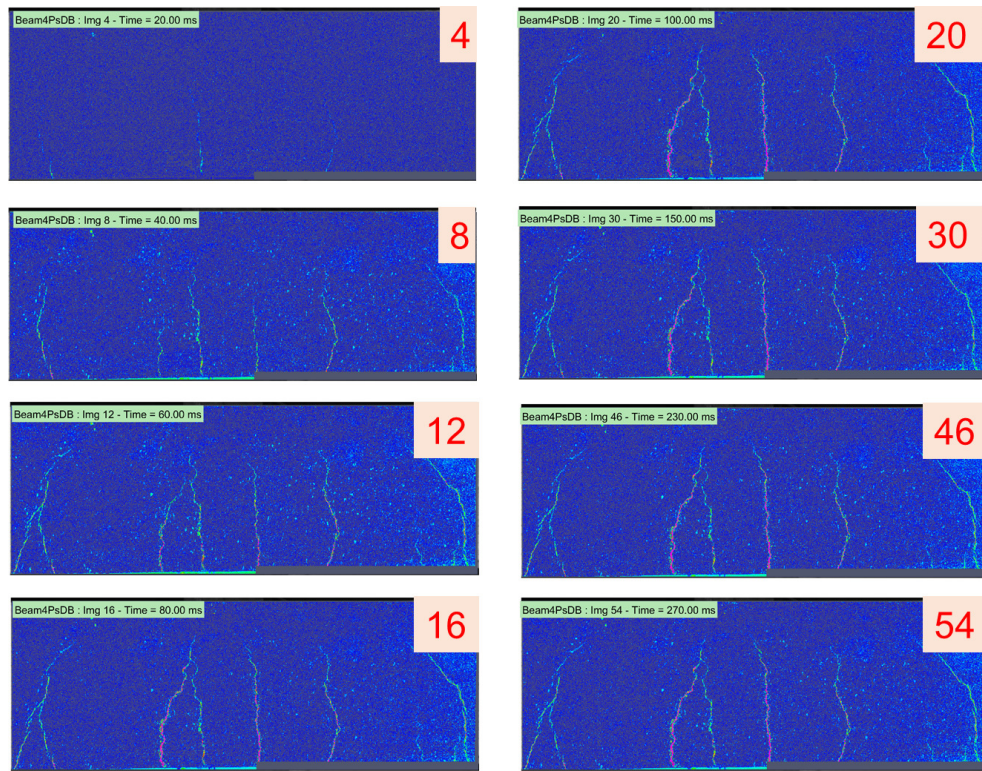 Beam4PsDB : Img 4 - Time = 20.00 ms
4
Beam4PsDB : Img 8 - Time = 40.00 ms
8
Beam4PsDB : Img 12 - Time = 60.00 ms
12
Beam4PsDB : Img 16 - Time = 80.00 ms
16
Beam4PsDB : Img 20 - Time = 100.00 ms
20
Beam4PsDB : Img 30 - Time = 150.00 ms
30
Beam4PsDB : Img 46 - Time = 230.00 ms
46
Beam4PsDB : Img 54 - Time = 270.00 ms
54